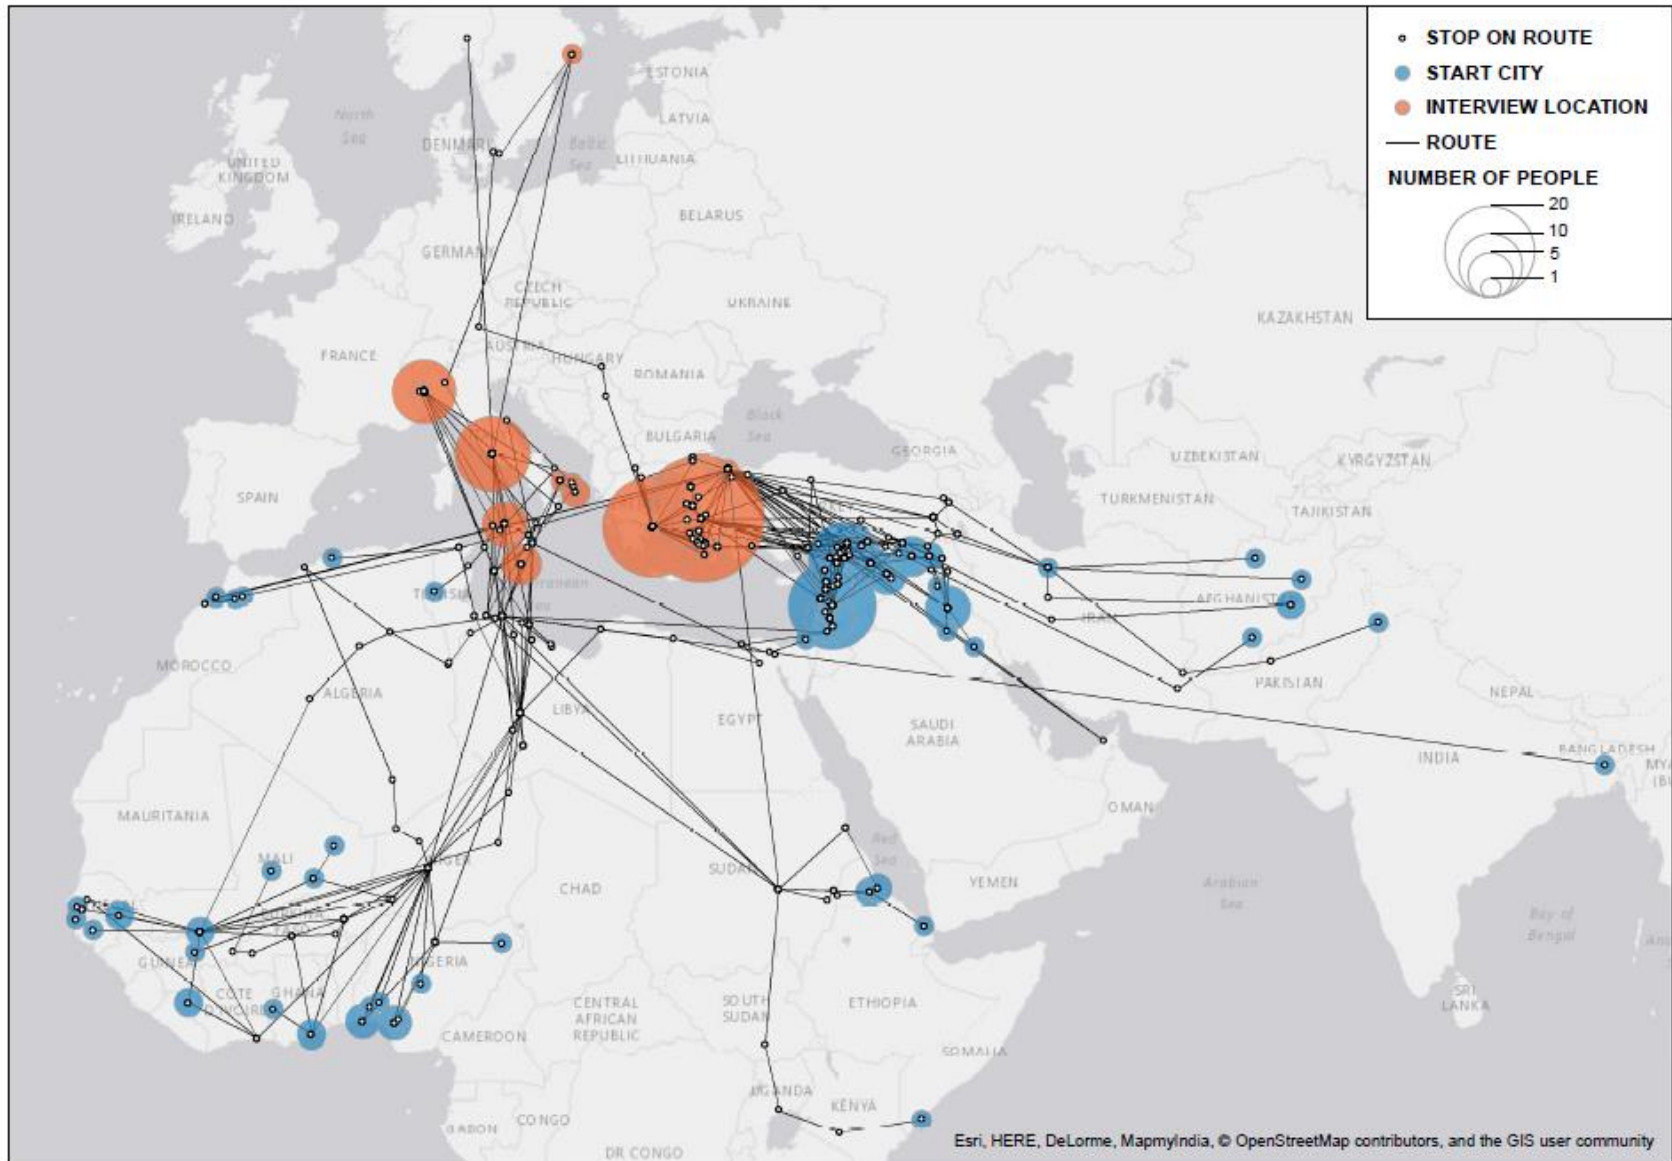 STOP ON ROUTE
START CITY
INTERVIEW LOCATION
ROUTE
NUMBER OF PEOPLE
20
10
5
1
ESTONIA
North
Sea
LATVIA
DENMARK
Baltic
Sea
LITHUANIA
UNITED
KINGDOM
IRELAND
BELARUS
GERMANY
CZECH
REPUBLIC
UKRAINE
KAZAKHSTAN
FRANCE
AUSTRIA
HUNGARY
ROMANIA
Black
Sea
BULGARIA
GEORGIA
UZBEKISTAN
KYRGYZSTAN
SPAIN
TURKMENISTAN
TAJIKISTAN
Sea
MOROCCO
ALGERIA
LIBYA
EGYPT
IRAN
PAKISTAN
NEPAL
SAUDI
ARABIA
INDIA
BANGLADESH
OMAN
MAURITANIA
MALI
NIGER
CHAD
SUDAN
Red
Sea
YEMEN
Arabian
Sea
Bay of
Bengal
GUINEA
NIGERIA
COTE
D'IVOIRE
GHANA
CENTRAL
AFRICAN
REPUBLIC
SOUTH
SUDAN
ETHIOPIA
SRI
LANKA
CAMEROON
SOMALIA
UGANDA
KENYA
GABON
CONGO
DR CONGO
Esri, HERE, DeLorme, MapmyIndia, © OpenStreetMap contributors, and the GIS user community